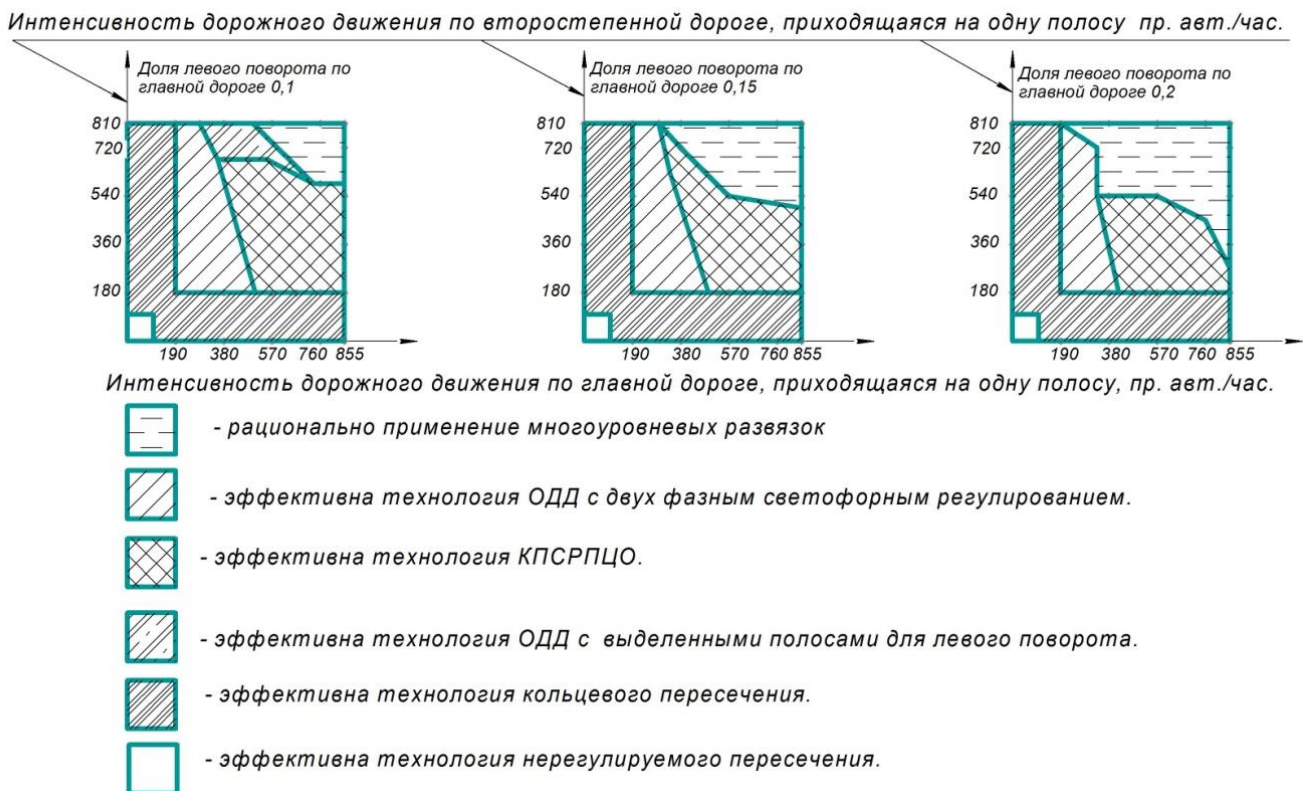 Интенсивность дорожного движения по второстепенной дороге, приходящаяся на одну полосу пр. авт./час.
Доля левого поворота по
главной дороге 0,1
810
720
540
360
180
190 380 570 760 855
Доля левого поворота по
главной дороге 0,15
810
720
540
360
180
190 380 570 760 855
Доля левого поворота по
главной дороге 0,2
810
720
540
360
180
190 380 570 760 855
Интенсивность дорожного движения по главной дороге, приходящаяся на одну полосу, пр. авт./час.
- рационально применение многоуровневых развязок
- эффективна технология ОДД с двух фазным светофорным регулированием.
- эффективна технология КПСРПЦО.
- эффективна технология ОДД с выделенными полосами для левого поворота.
- эффективна технология кольцевого пересечения.
- эффективна технология нерегулируемого пересечения.